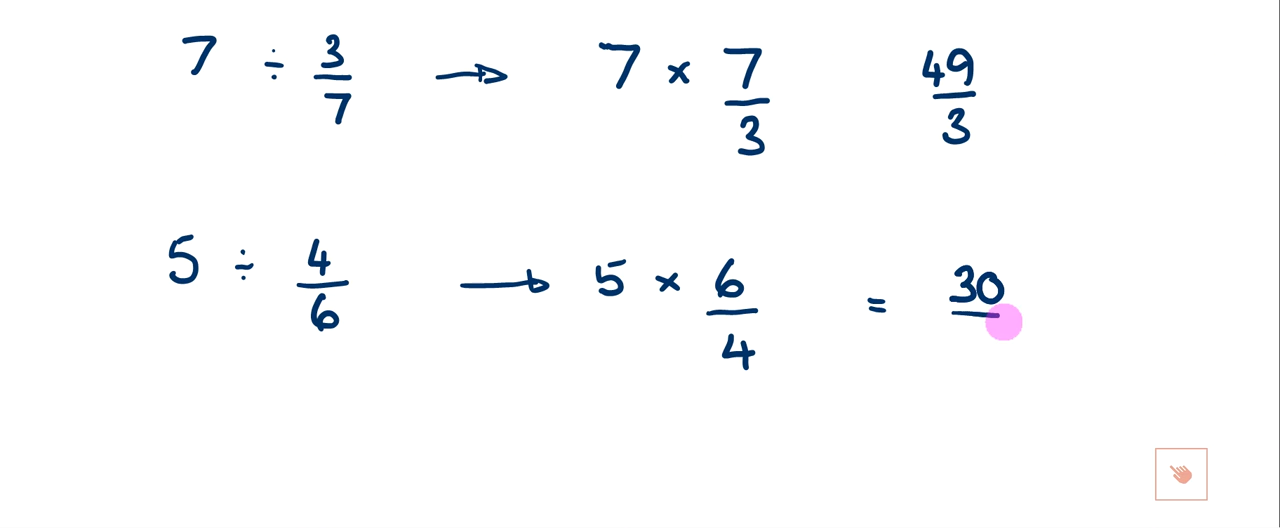 7 ÷ 3/7 → 7 × 7/3 49/3
5 ÷ 4/6 → 5 × 6/4 = 30/